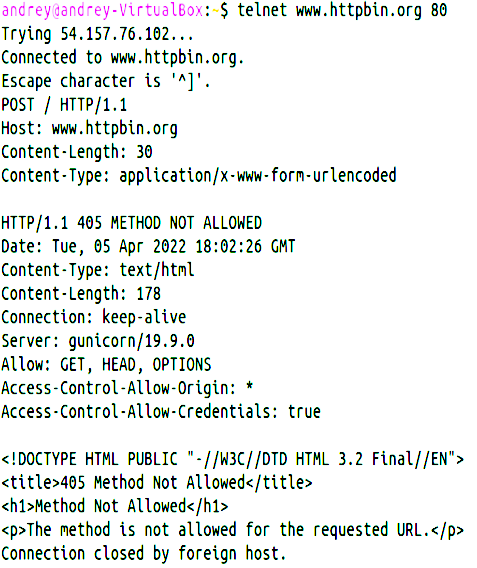 andrey@andrey-VirtualBox:~$ telnet www.httpbin.org 80
Trying 54.157.76.102...
Connected to www.httpbin.org.
Escape character is '^]'.
POST / HTTP/1.1
Host: www.httpbin.org
Content-Length: 30
Content-Type: application/x-www-form-urlencoded

HTTP/1.1 405 METHOD NOT ALLOWED
Date: Tue, 05 Apr 2022 18:02:26 GMT
Content-Type: text/html
Content-Length: 178
Connection: keep-alive
Server: gunicorn/19.9.0
Allow: GET, HEAD, OPTIONS
Access-Control-Allow-Origin: *
Access-Control-Allow-Credentials: true

<!DOCTYPE HTML PUBLIC "-//W3C//DTD HTML 3.2 Final//EN">
<title>405 Method Not Allowed</title>
<h1>Method Not Allowed</h1>
<p>The method is not allowed for the requested URL.</p>
Connection closed by foreign host.